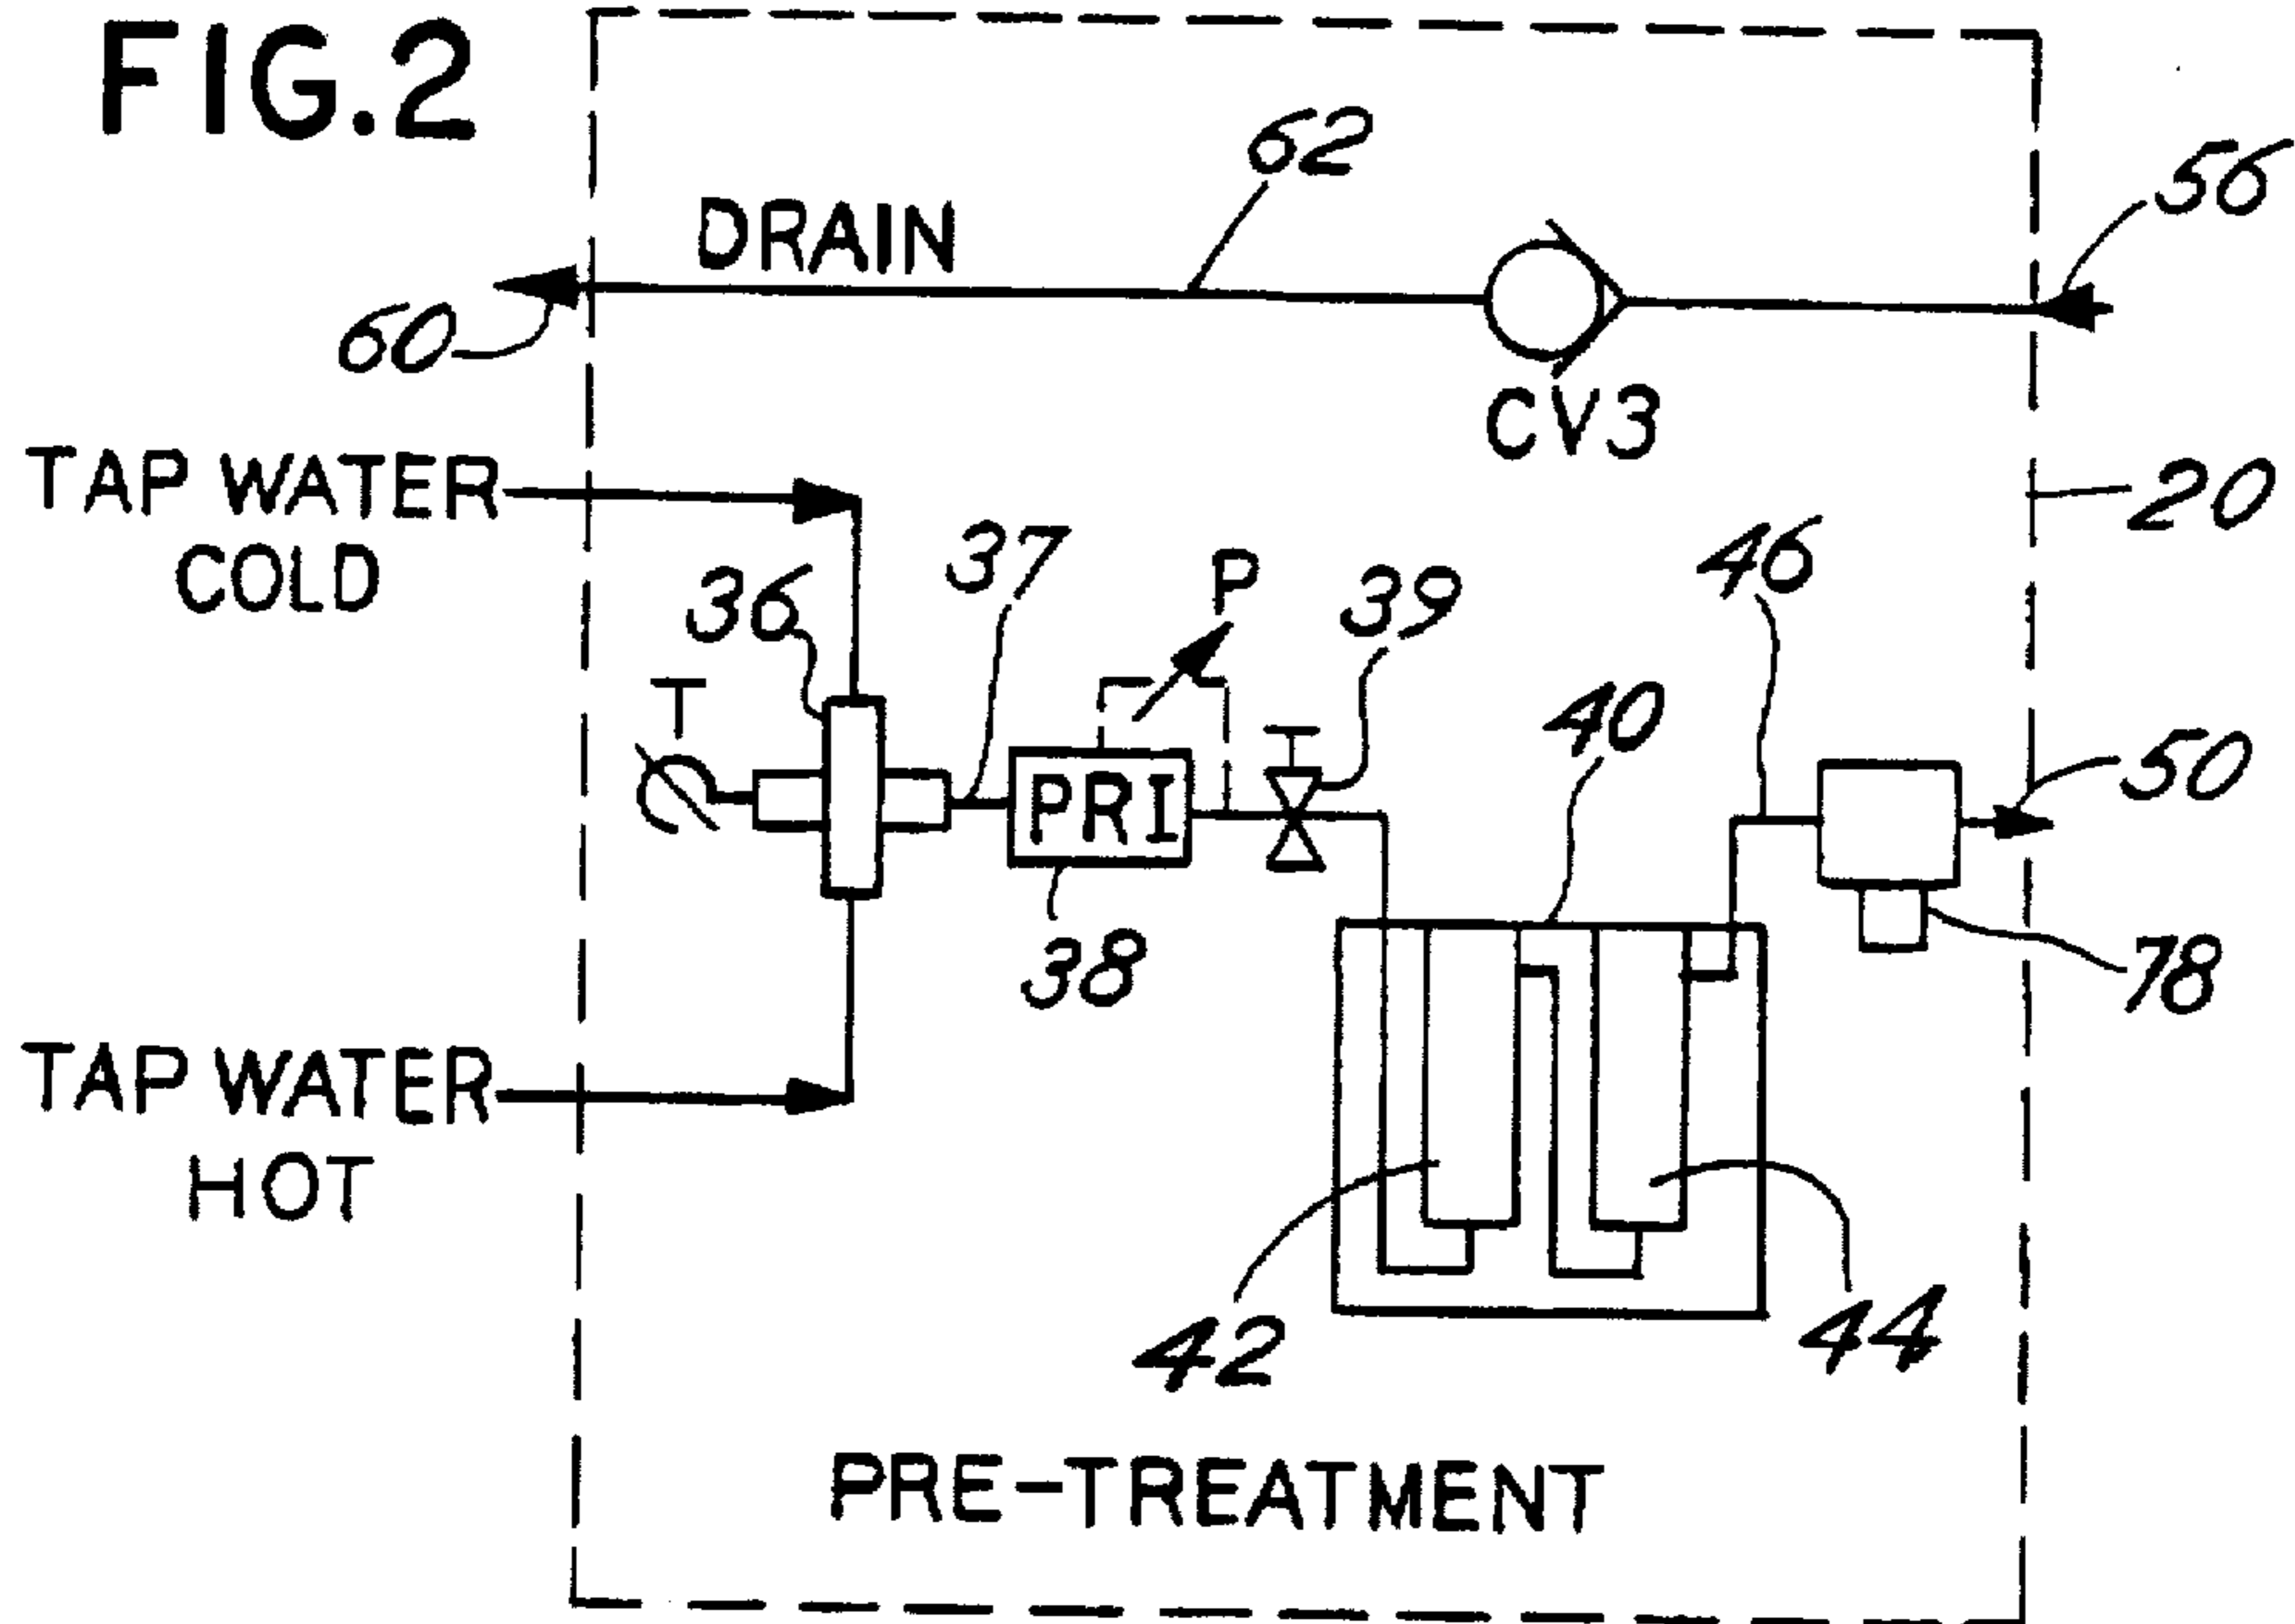 FIG.2
62
56
DRAIN
60
CV3
TAP WATER
COLD
20
37
P
39
46
36
T
40
50
PRI
38
78
TAP WATER
HOT
42
44
PRE-TREATMENT